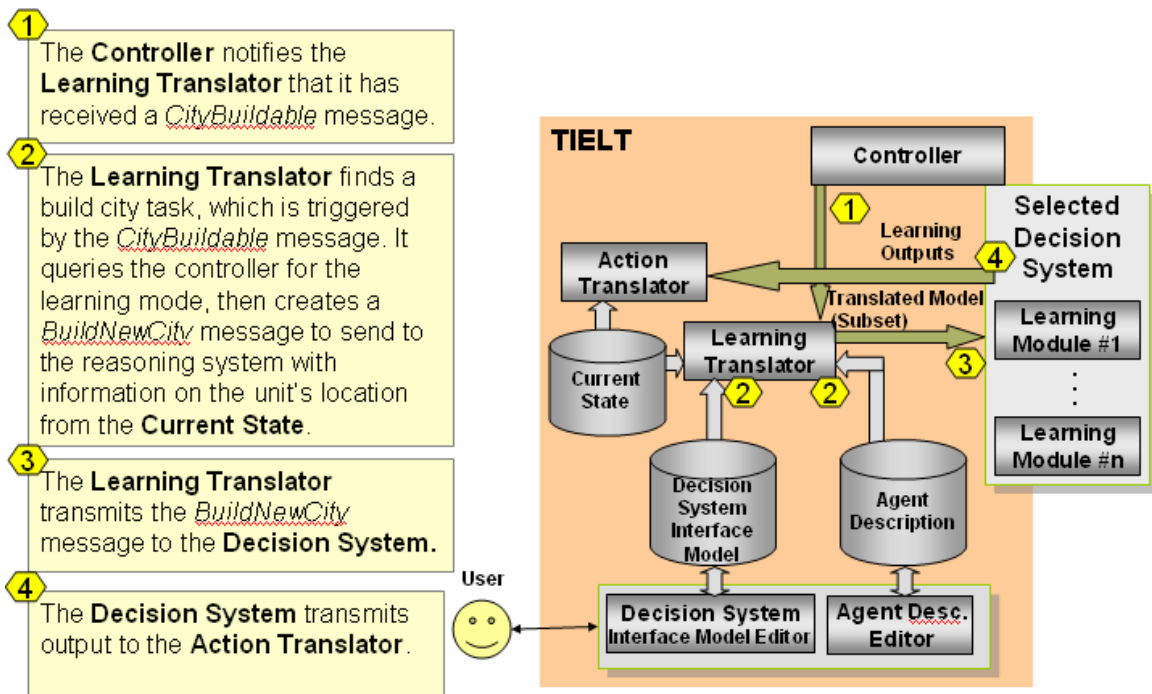 1
The Controller notifies the
Learning Translator that it has
received a CityBuildable message.
2
The Learning Translator finds a
build city task, which is triggered
by the CityBuildable message. It
queries the controller for the
learning mode, then creates a
BuildNewCity message to send to
the reasoning system with
information on the unit's location
from the Current State.
3
The Learning Translator
transmits the BuildNewCity
message to the Decision System.
4
The Decision System transmits
output to the Action Translator.
User
TIELT
Controller
1
Learning
Outputs
4
Selected
Decision
System
Action
Translator
Translated Model
(Subset)
Learning
Translator
3
Learning
Module #1
Current
State
2
2
.
.
.
Learning
Module #n
Decision
System
Interface
Model
Agent
Description
Decision System
Interface Model Editor
Agent Desc.
Editor